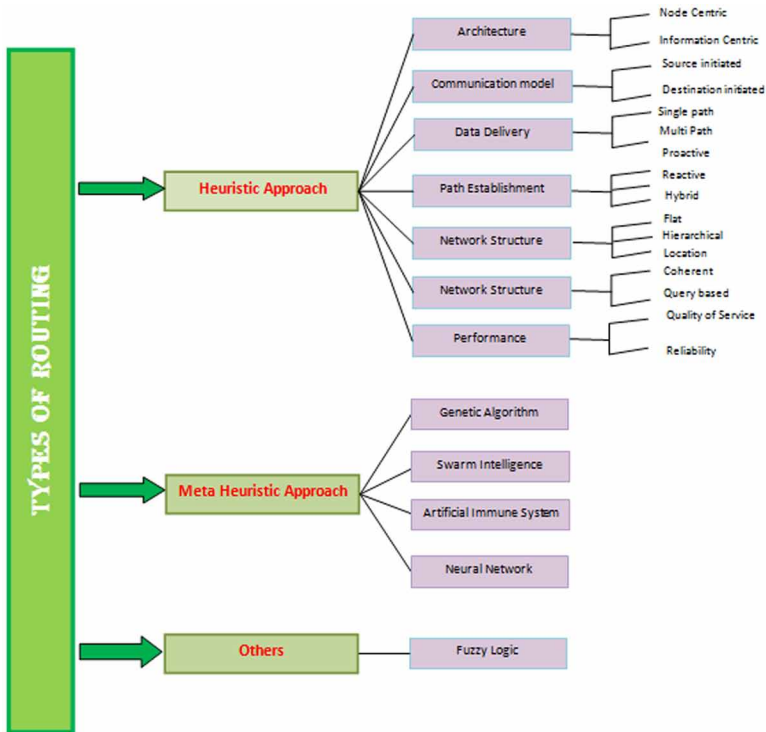 TYPES OF ROUTING
Heuristic Approach
Architecture
Node Centric
Information Centric
Communication model
Source initiated
Destination initiated
Data Delivery
Single path
Multi Path
Proactive
Path Establishment
Reactive
Hybrid
Network Structure
Flat
Hierarchical
Location
Network Structure
Coherent
Query based
Performance
Quality of Service
Reliability
Meta Heuristic Approach
Genetic Algorithm
Swarm Intelligence
Artificial Immune System
Neural Network
Others
Fuzzy Logic